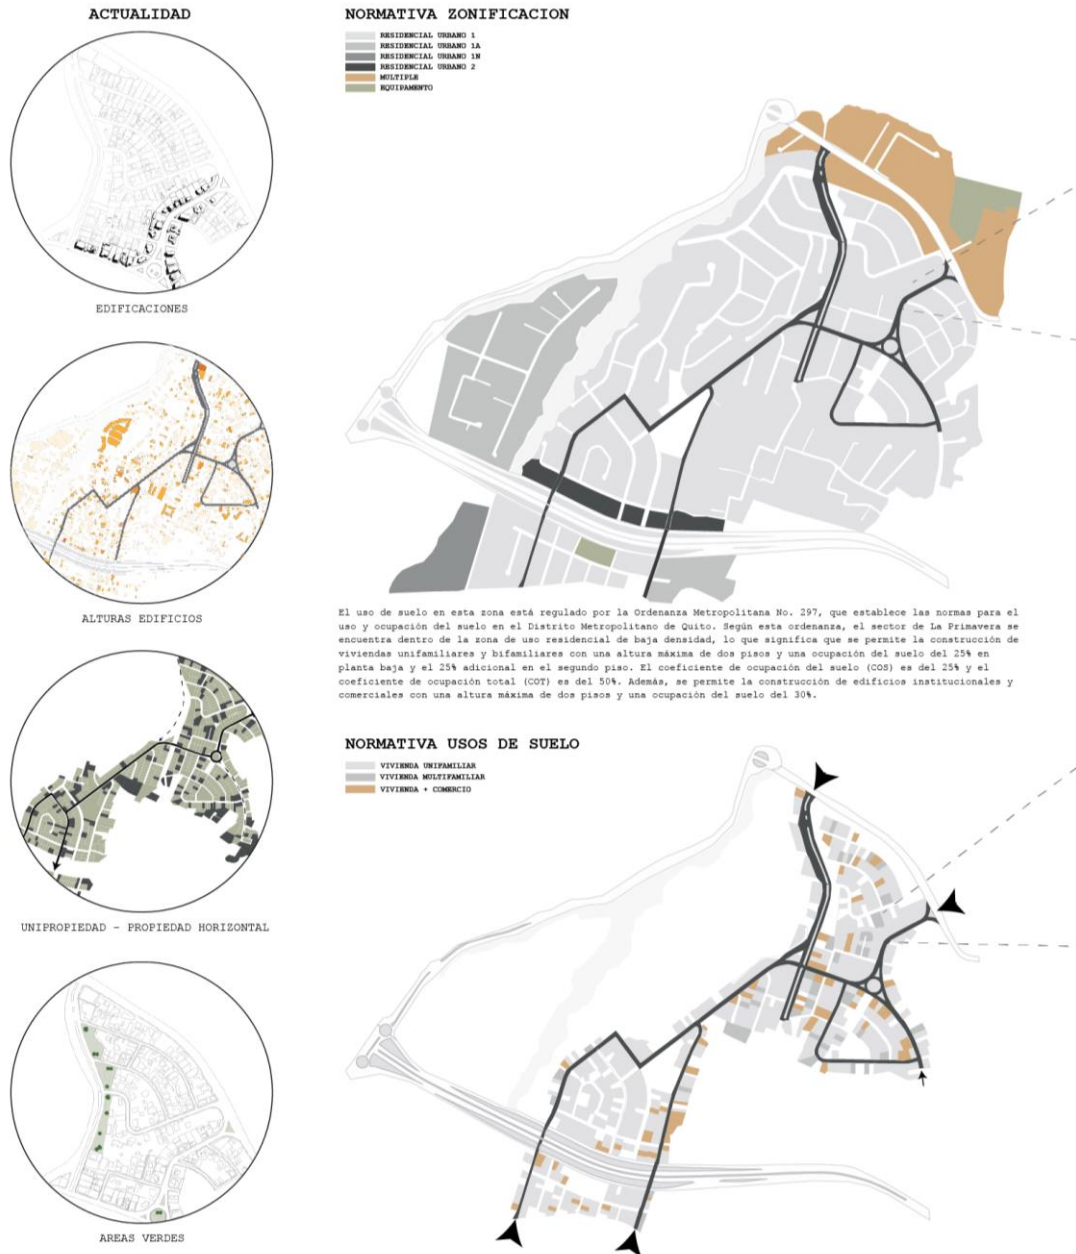 ACTUALIDAD
EDIFICACIONES
ALTURAS EDIFICIOS
UNIPROPIEDAD - PROPIEDAD HORIZONTAL
AREAS VERDES
NORMATIVA ZONIFICACION
RESIDENCIAL URBANO 1
RESIDENCIAL URBANO 1A
RESIDENCIAL URBANO 1N
RESIDENCIAL URBANO 2
MULTIPLE
EQUIPAMENTO
El uso de suelo en esta zona está regulado por la Ordenanza Metropolitana No. 297, que establece las normas para el
uso y ocupación del suelo en el Distrito Metropolitano de Quito. Según esta ordenanza, el sector de La Primavera se
encuentra dentro de la zona de uso residencial de baja densidad, lo que significa que se permite la construcción de
viviendas unifamiliares y bifamiliares con una altura máxima de dos pisos y una ocupación del suelo del 25% en
planta baja y el 25% adicional en el segundo piso. El coeficiente de ocupación del suelo (COS) es del 25% y el
coeficiente de ocupación total (COT) es del 50%. Además, se permite la construcción de edificios institucionales y
comerciales con una altura máxima de dos pisos y una ocupación del suelo del 30%.
NORMATIVA USOS DE SUELO
VIVIENDA UNIFAMILIAR
VIVIENDA MULTIFAMILIAR
VIVIENDA + COMERCIO